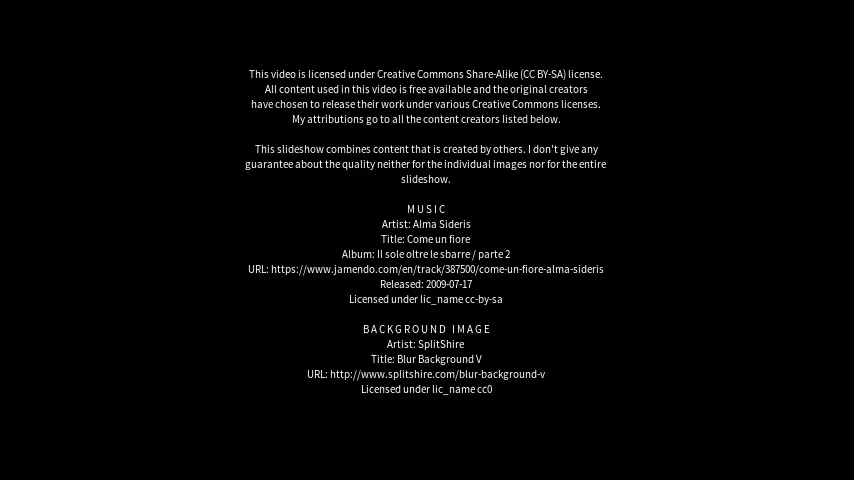 This video is licensed under Creative Commons Share-Alike (CC BY-SA) license.
All content used in this video is free available and the original creators
have chosen to release their work under various Creative Commons licenses.
My attributions go to all the content creators listed below.
This slideshow combines content that is created by others. I don't give any
guarantee about the quality neither for the individual images nor for the entire
slideshow.
MUSIC
Artist: Alma Sideris
Title: Come un fiore
Album: Il sole oltre le sbarre / parte 2
URL: https://www.jamendo.com/en/track/387500/come-un-fiore-alma-sideris
Released: 2009-07-17
Licensed under lic_name cc-by-sa
BACKGROUND IMAGE
Artist: SplitShire
Title: Blur Background V
URL: http://www.splitshire.com/blur-background-v
Licensed under lic_name cc0